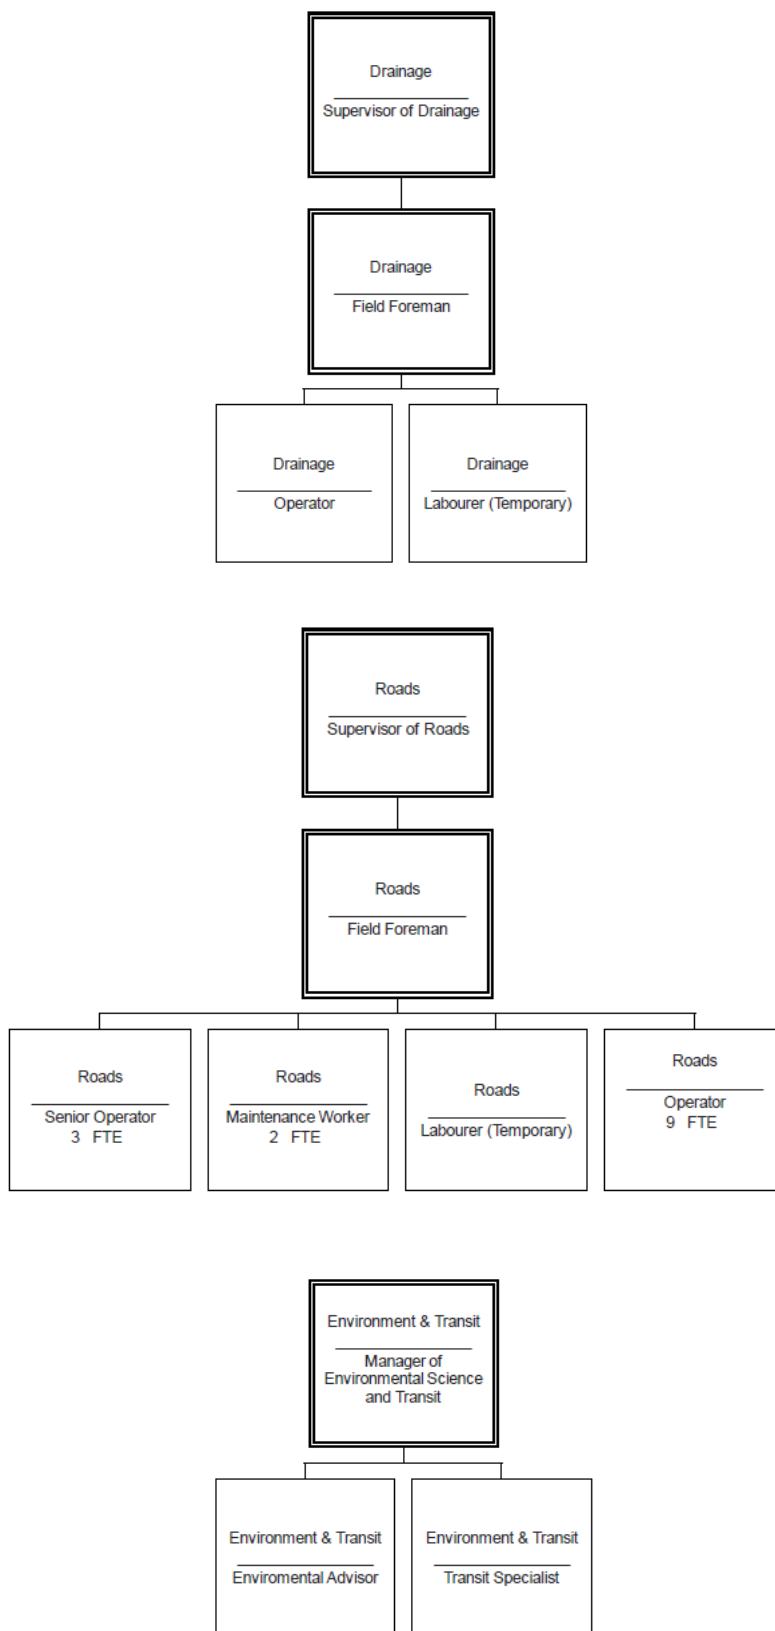 Drainage
Supervisor of Drainage
Drainage
Field Foreman
Drainage
Operator
Drainage
Labourer (Temporary)
Roads
Supervisor of Roads
Roads
Field Foreman
Roads
Senior Operator
3 FTE
Roads
Maintenance Worker
2 FTE
Roads
Labourer (Temporary)
Roads
Operator
9 FTE
Environment & Transit
Manager of
Environmental Science
and Transit
Environment & Transit
Enviromental Advisor
Environment & Transit
Transit Specialist